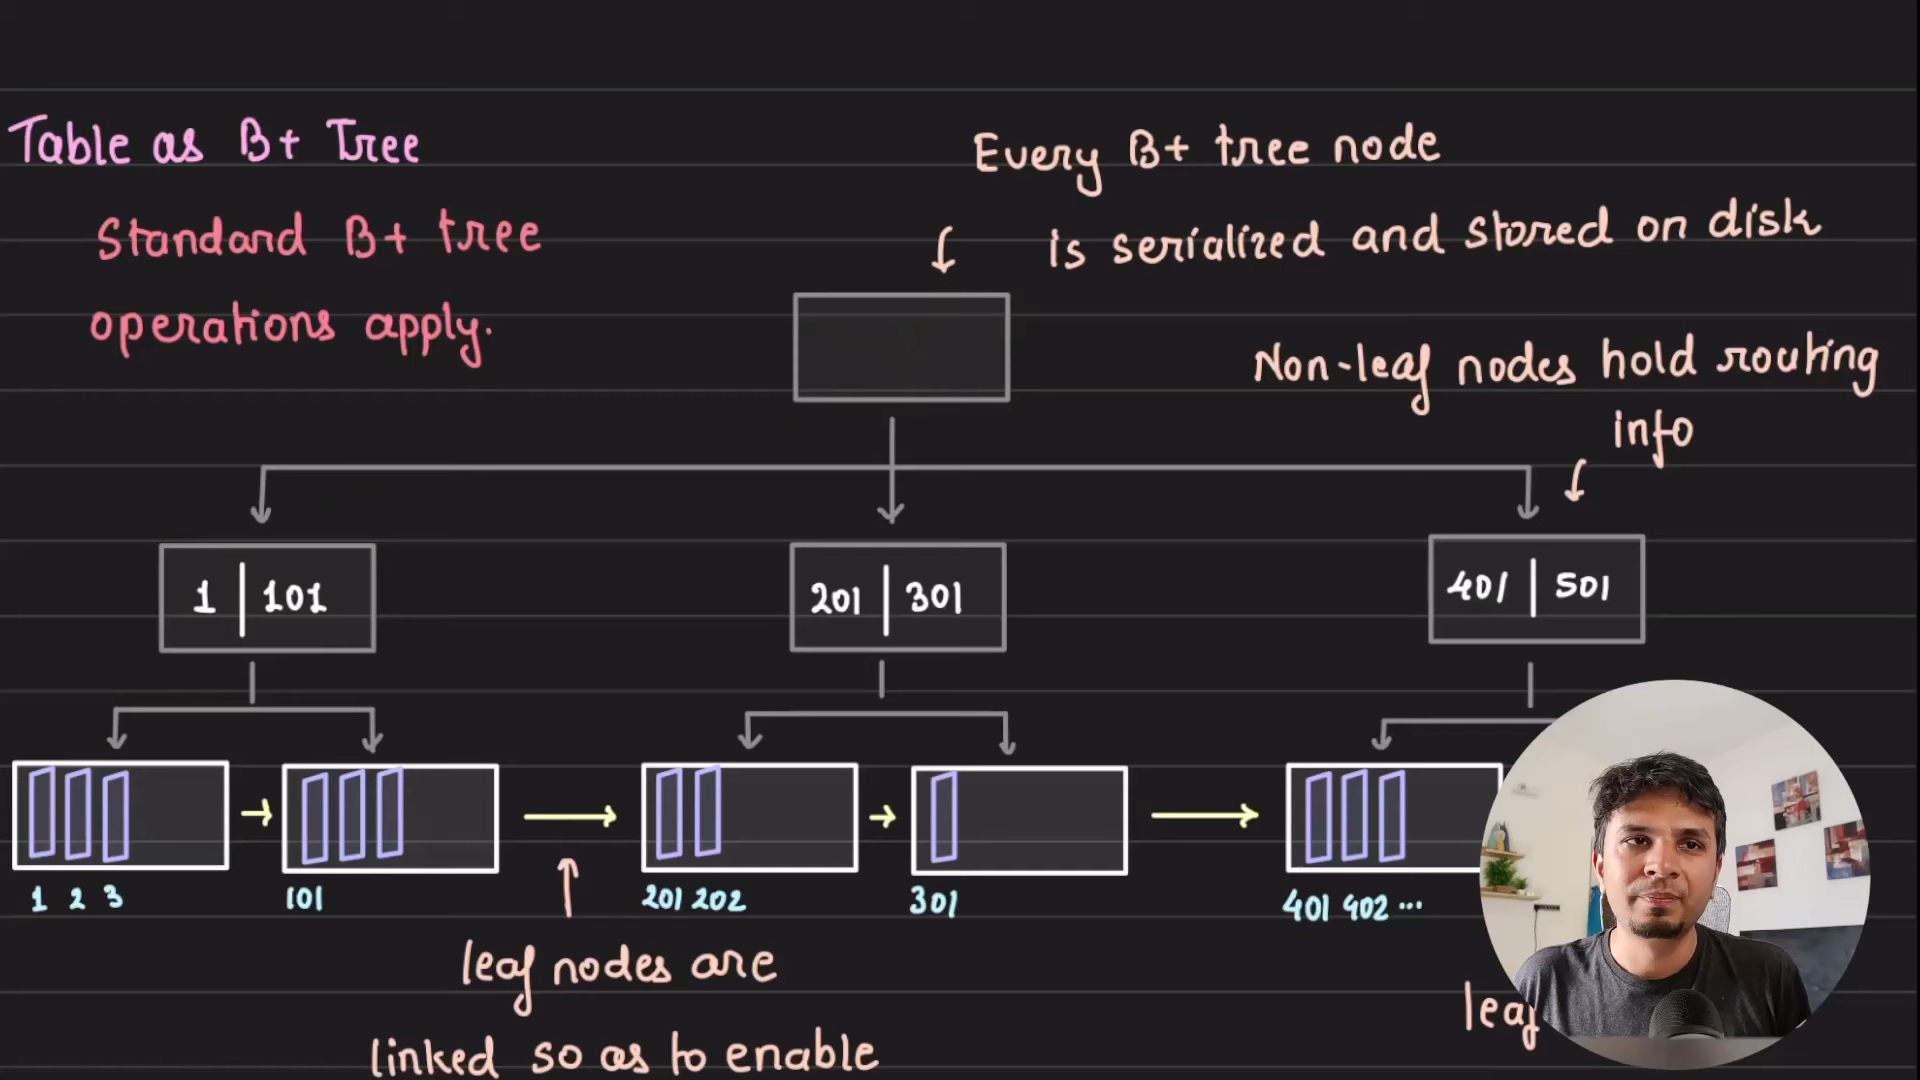 Table as B+ Tree
Standard B+ tree
operations apply.
Every B+ tree node
is serialized and stored on disk
Non-leaf nodes hold routing
info
1 | 101
201 | 301
401 | 501
1 2 3
101
201 202
301
401 402 ...
leaf nodes are
linked so as to enable
leaf